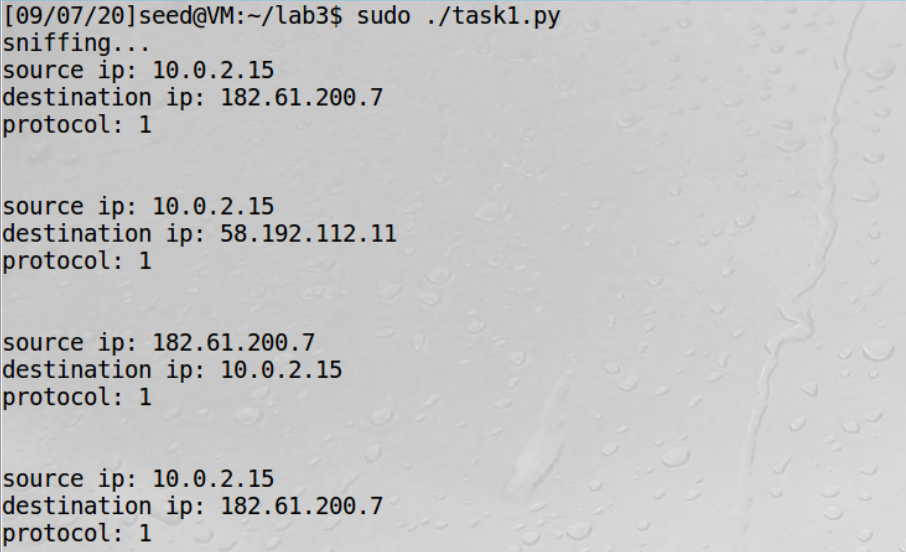 [09/07/20]seed@VM:~/lab3$ sudo ./task1.py
sniffing...
source ip: 10.0.2.15
destination ip: 182.61.200.7
protocol: 1
source ip: 10.0.2.15
destination ip: 58.192.112.11
protocol: 1
source ip: 182.61.200.7
destination ip: 10.0.2.15
protocol: 1
source ip: 10.0.2.15
destination ip: 182.61.200.7
protocol: 1